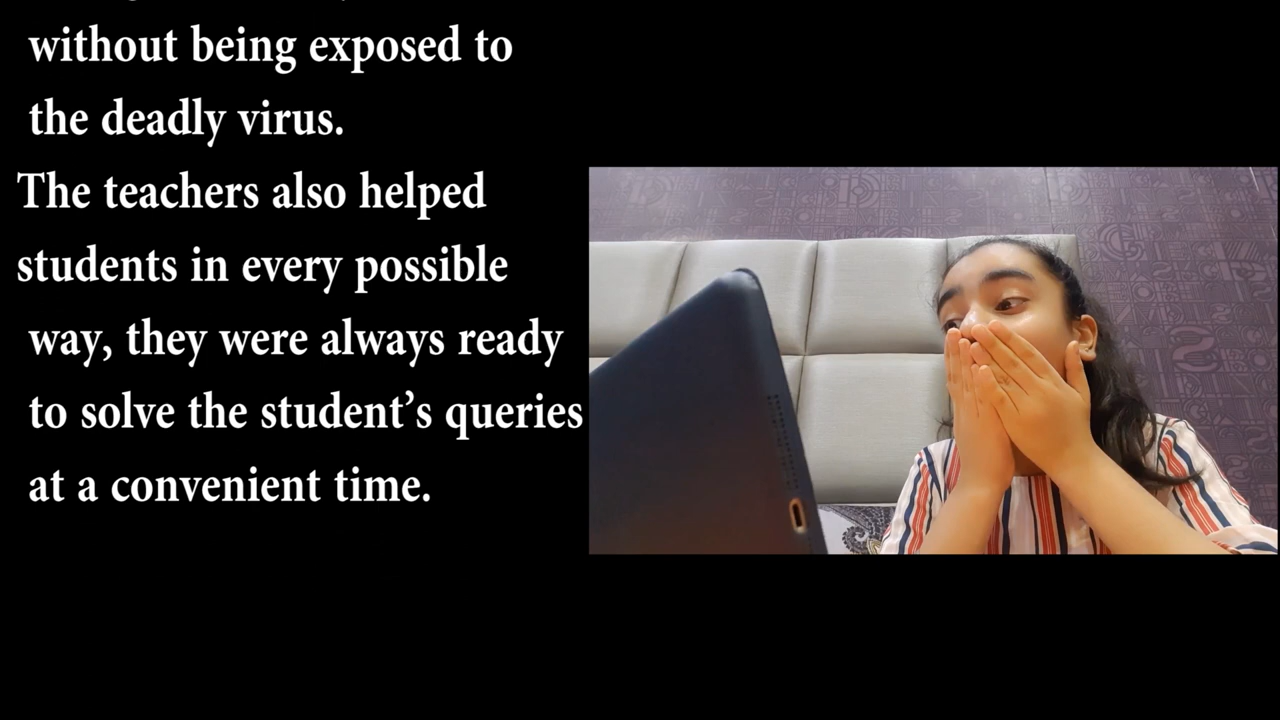 without being exposed to
the deadly virus.
The teachers also helped
students in every possible
way, they were always ready
to solve the student’s queries
at a convenient time.